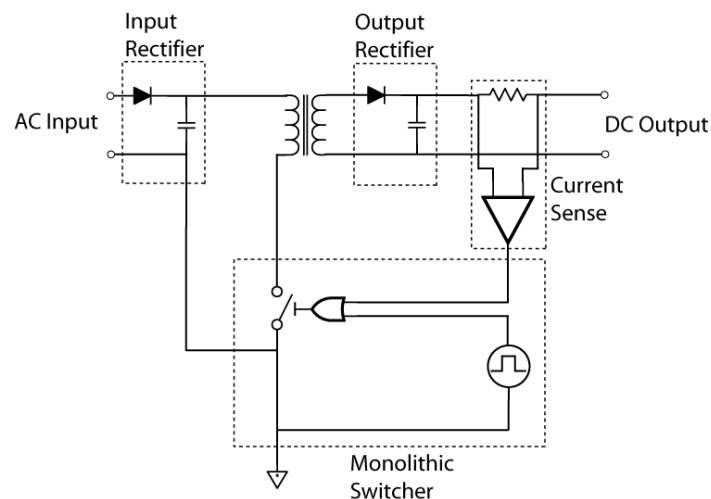 Input
Rectifier
Output
Rectifier
AC Input
DC Output
Current
Sense
Monolithic
Switcher